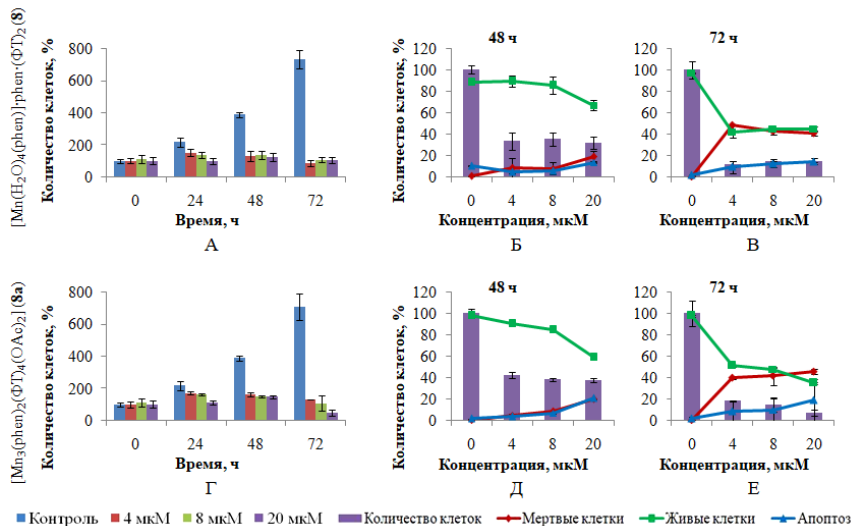 [Mn(H₂O)₄(phen)]·phen·(ФТ)₂ (8)
Количество клеток, %
800
600
400
200
0
0 24 48 72
Время, ч
А
48 ч
Количество клеток, %
120
100
80
60
40
20
0
0 4 8 20
Концентрация, мкМ
Б
72 ч
120
100
80
60
40
20
0
0 4 8 20
Концентрация, мкМ
В
[Mn₃(phen)₂(ФТ)₄(OAc)₂] (8a)
Количество клеток, %
800
600
400
200
0
0 24 48 72
Г
48 ч
Количество клеток, %
120
100
80
60
40
20
0
0 4 8 20
Концентрация, мкМ
Д
72 ч
120
100
80
60
40
20
0
0 4 8 20
Концентрация, мкМ
Е
Контроль 4 мкМ 8 мкМ 20 мкМ Количество клеток Мертвые клетки Живые клетки Апоптоз